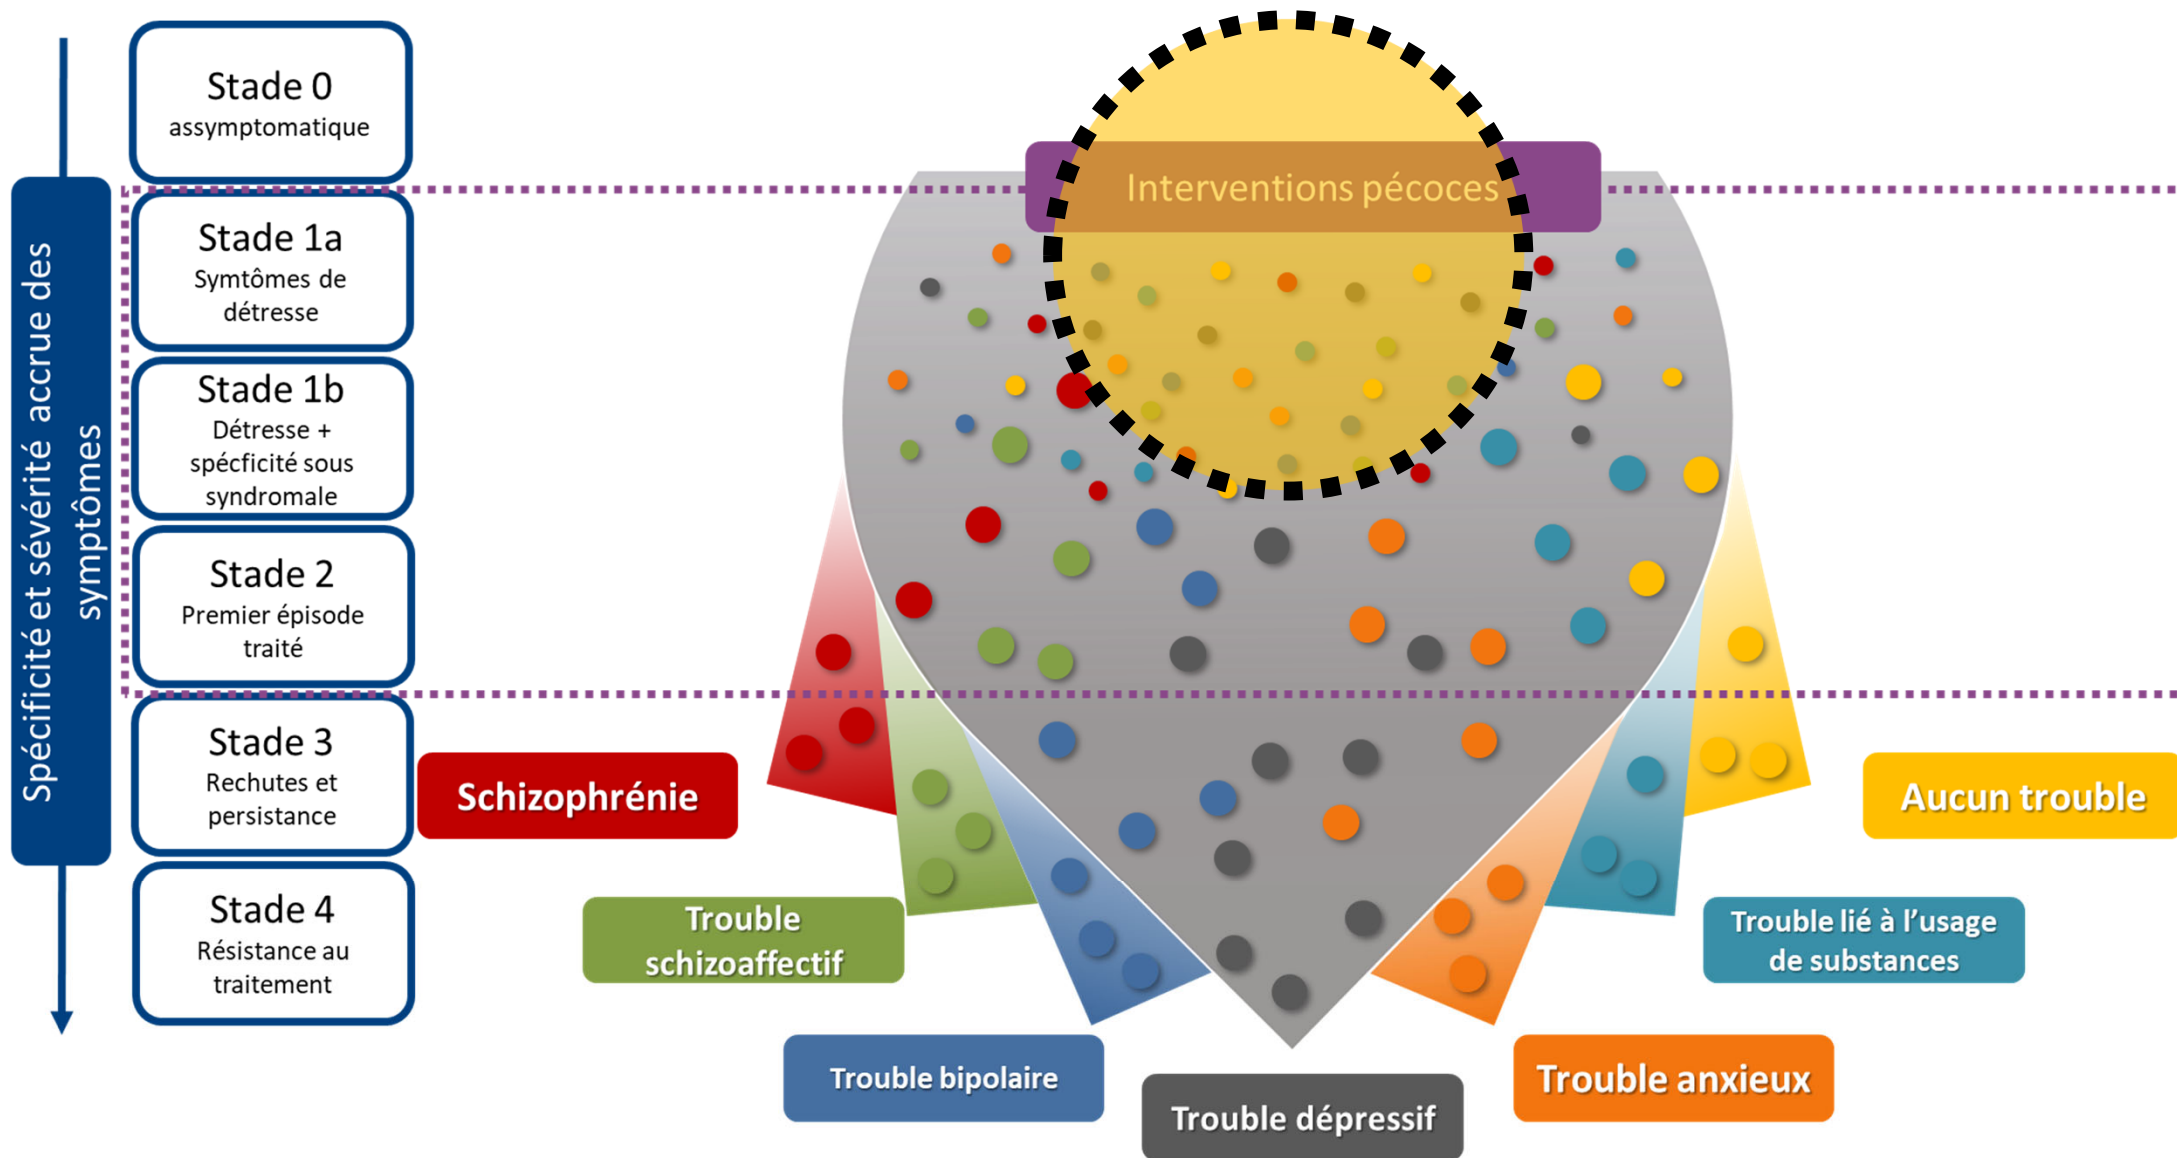 Stade 0
assymptomatique
Interventions pécoces
Stade 1a
Symtômes de
détresse
Stade 1b
Détresse +
spécficité sous
syndromale
Stade 2
Premier épisode
traité
Stade 3
Rechutes et
persistance
Stade 4
Résistance au
traitement
Spécificité et sévérité accrue des
symptômes
Schizophrénie
Aucun trouble
Trouble
schizoaffectif
Trouble lié à l’usage
de substances
Trouble bipolaire
Trouble anxieux
Trouble dépressif